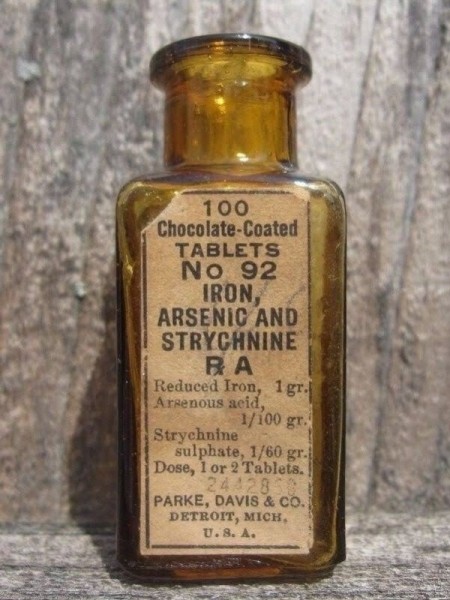 100
Chocolate-Coated
TABLETS
No 92
IRON,
ARSENIC AND
STRYCHNINE
R A
Reduced Iron, 1 gr.
Arsenous acid,
1/100 gr.
Strychnine
sulphate, 1/60 gr.
Dose, 1 or 2 Tablets.
PARKE, DAVIS & CO.
DETROIT, MICH.
U. S. A.